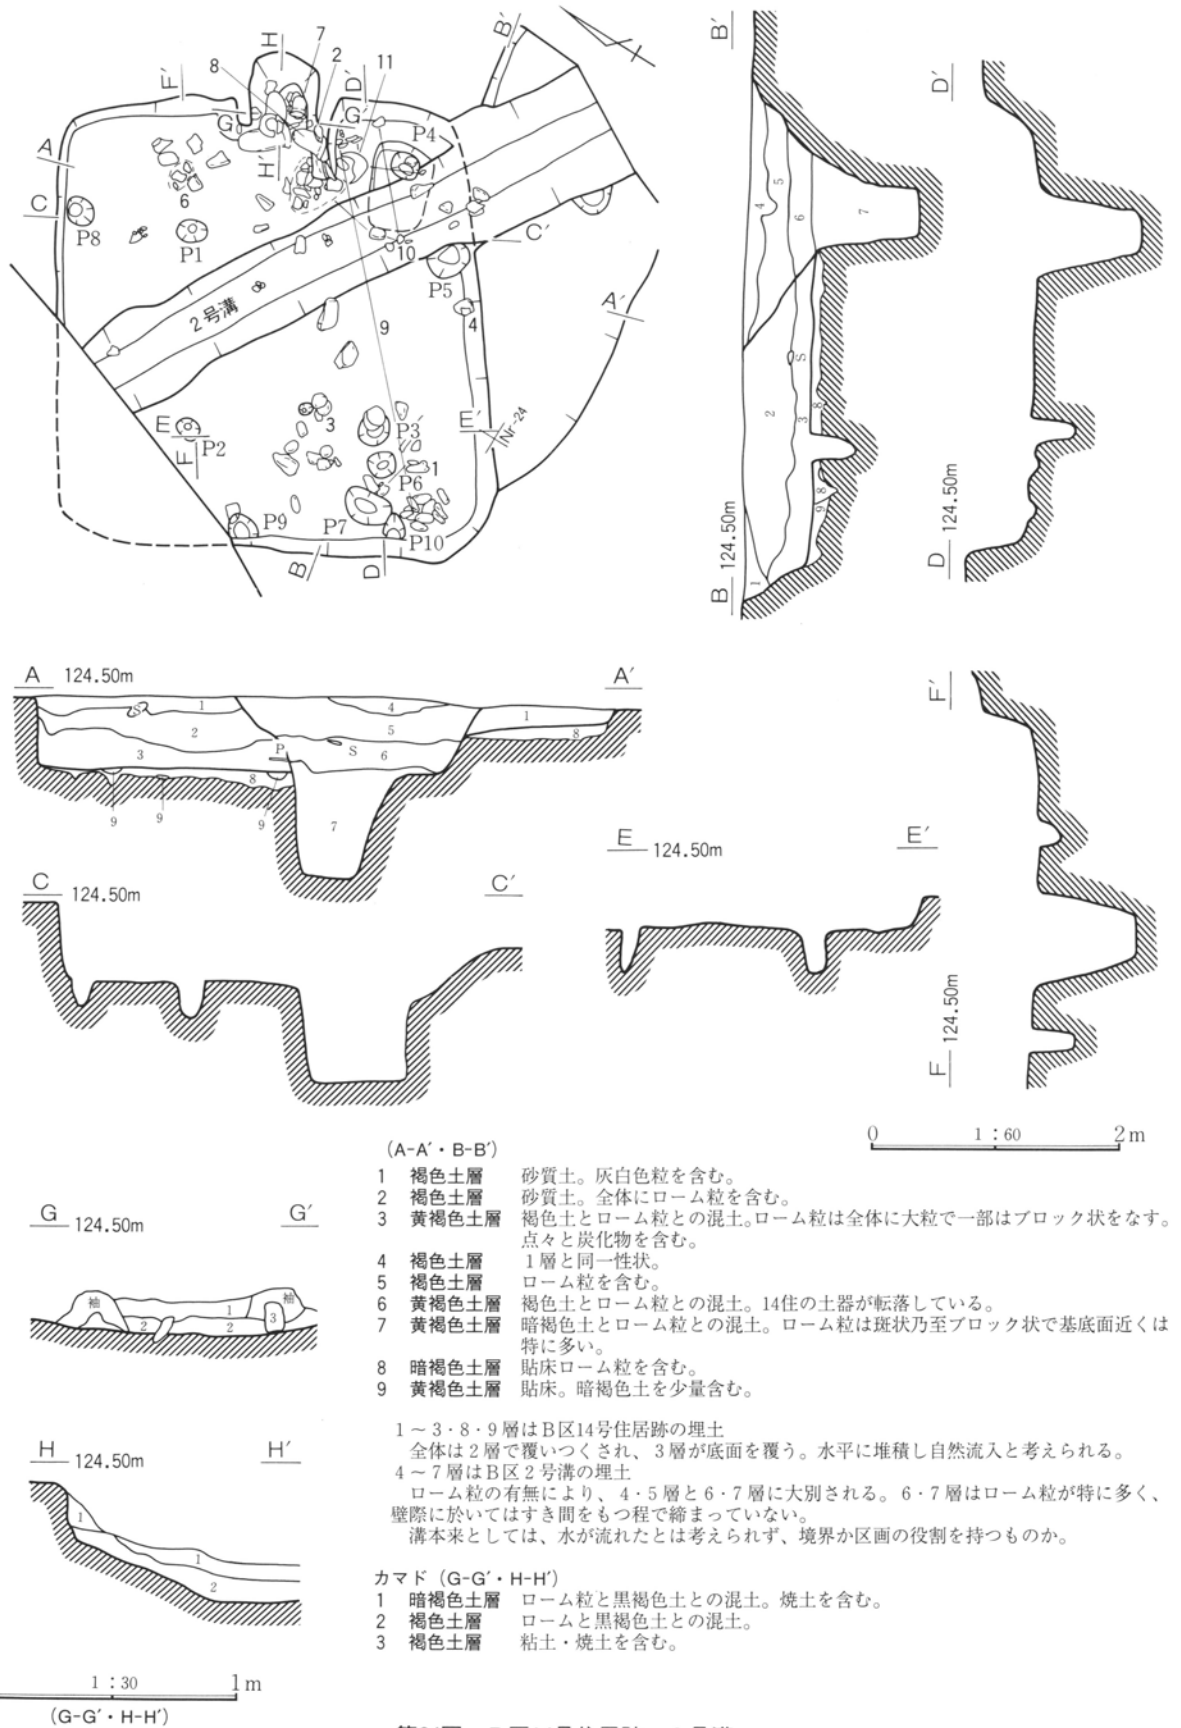 H
7
8
2
11
B′
F′
D′
G
G′
P4
A
H′
6
C
P8
P1
C′
10
P5
2号溝
9
4
A′
E
P2
F
3
P3
E′
Nr-24
1
P6
P9
P7
P10
B
D
B′
4
5
6
7
2
S
3
8
8
9
1
B 124.50m
D′
D 124.50m
A 124.50m
A′
S
1
4
1
2
5
8
3
P
S
6
8
9
9
9
7
C 124.50m
C′
E 124.50m
E′
F′
F 124.50m
0 1:60 2m
(A-A′・B-B′)
1 褐色土層 砂質土。灰白色粒を含む。
2 褐色土層 砂質土。全体にローム粒を含む。
3 黄褐色土層 褐色土とローム粒との混土。ローム粒は全体に大粒で一部はブロック状をなす。
点々と炭化物を含む。
4 褐色土層 1層と同一性状。
5 褐色土層 ローム粒を含む。
6 黄褐色土層 褐色土とローム粒との混土。14住の土器が転落している。
7 黄褐色土層 暗褐色土とローム粒との混土。ローム粒は斑状乃至ブロック状で基底面近くは
特に多い。
8 暗褐色土層 貼床ローム粒を含む。
9 黄褐色土層 貼床。暗褐色土を少量含む。
1～3・8・9層はB区14号住居跡の埋土
全体は2層で覆いつくされ、3層が底面を覆う。水平に堆積し自然流入と考えられる。
4～7層はB区2号溝の埋土
ローム粒の有無により、4・5層と6・7層に大別される。6・7層はローム粒が特に多く、
壁際に於いてはすき間をもつ程で締まっていない。
溝本来としては、水が流れたとは考えられず、境界か区画の役割を持つものか。
カマド (G-G′・H-H′)
1 暗褐色土層 ローム粒と黒褐色土との混土。焼土を含む。
2 褐色土層 ロームと黒褐色土との混土。
3 褐色土層 粘土・焼土を含む。
G 124.50m
G′
袖
1
袖
2
2
3
H 124.50m
H′
1
1
2
1:30 1m
(G-G′・H-H′)